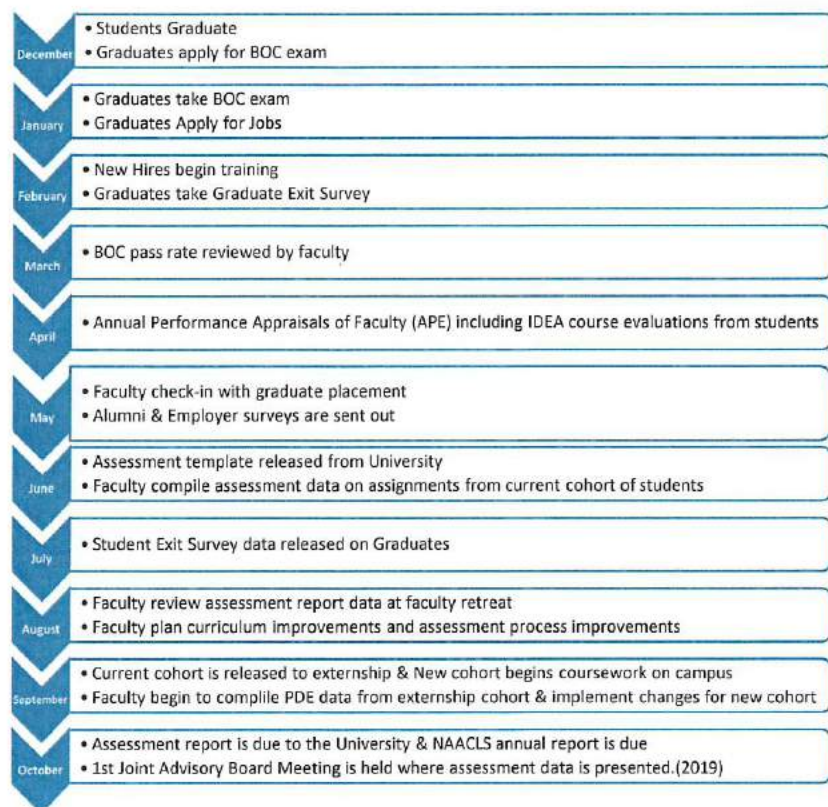 December
• Students Graduate
• Graduates apply for BOC exam
January
• Graduates take BOC exam
• Graduates Apply for Jobs
February
• New Hires begin training
• Graduates take Graduate Exit Survey
March
• BOC pass rate reviewed by faculty
April
• Annual Performance Appraisals of Faculty (APE) including IDEA course evaluations from students
May
• Faculty check-in with graduate placement
• Alumni & Employer surveys are sent out
June
• Assessment template released from University
• Faculty compile assessment data on assignments from current cohort of students
July
• Student Exit Survey data released on Graduates
August
• Faculty review assessment report data at faculty retreat
• Faculty plan curriculum improvements and assessment process improvements
September
• Current cohort is released to externship & New cohort begins coursework on campus
• Faculty begin to complile PDE data from externship cohort & implement changes for new cohort
October
• Assessment report is due to the University & NAACLS annual report is due
• 1st Joint Advisory Board Meeting is held where assessment data is presented.(2019)